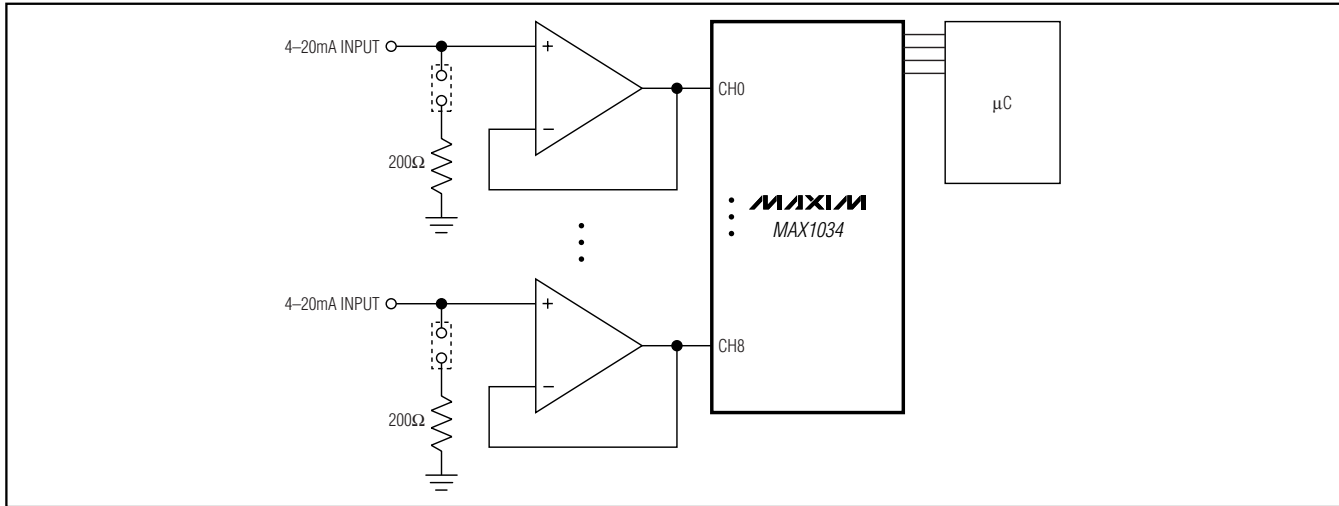 4–20mA INPUT
+
−
200Ω
CH0
μC
MAXIM
MAX1034
4–20mA INPUT
+
−
200Ω
CH8